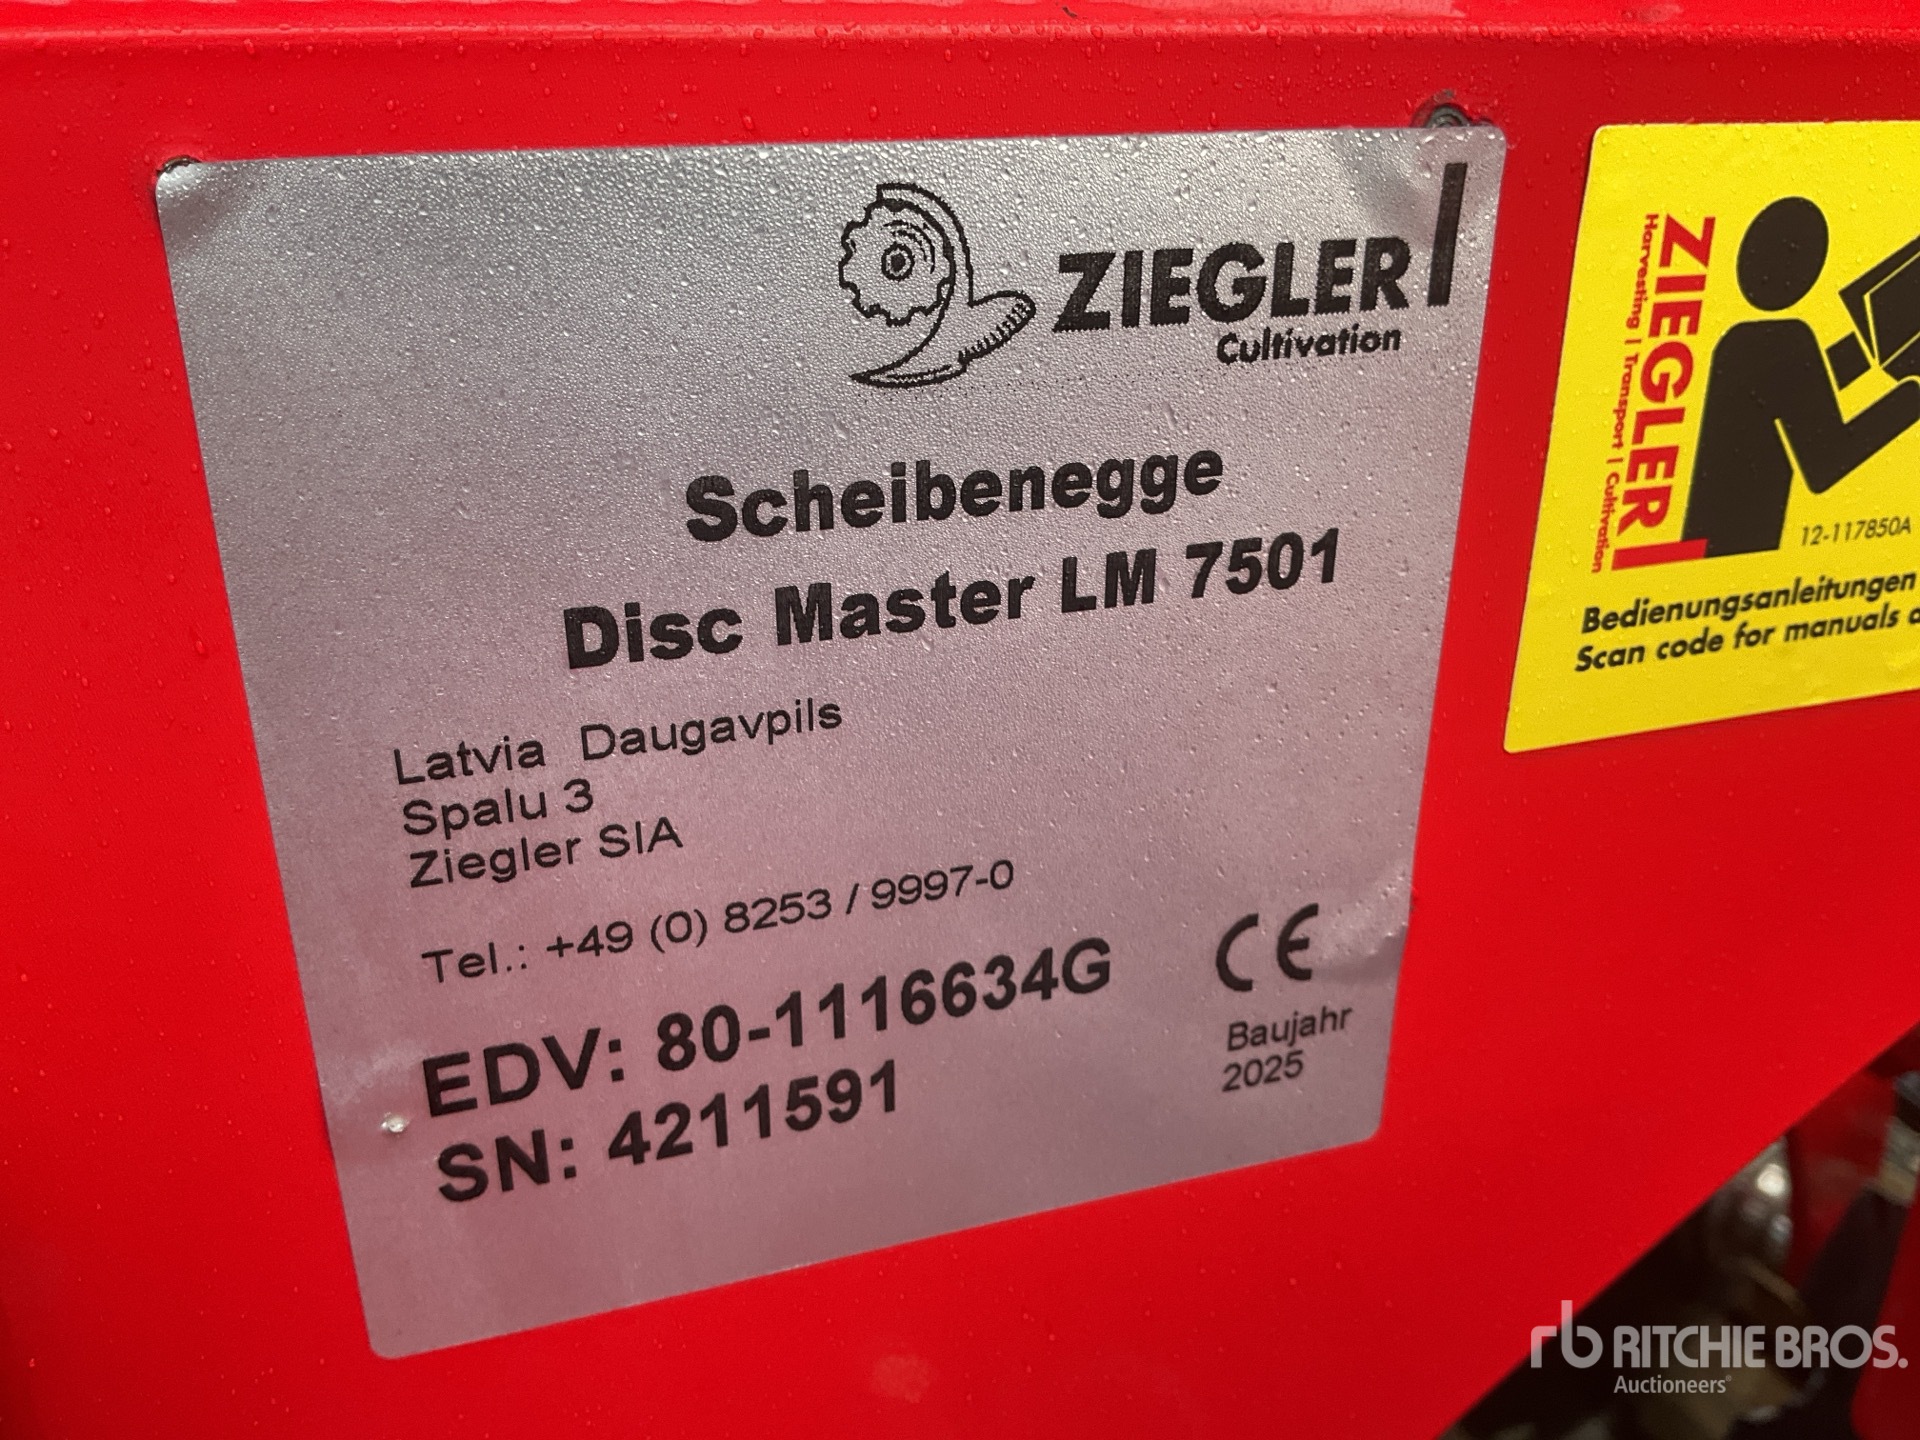 ZIEGLER
Cultivation
Scheibenegge
Disc Master LM 7501
Latvia Daugavpils
Spalu 3
Ziegler SIA
Tel.: +49 (0) 8253 / 9997-0
EDV: 80-1116634G
SN: 4211591
CE
Baujahr
2025
ZIEGLER
Harvesting | Transport | Cultivation
12-117850A
Bedienungsanleitungen
Scan code for manuals
rb RITCHIE BROS.
Auctioneers